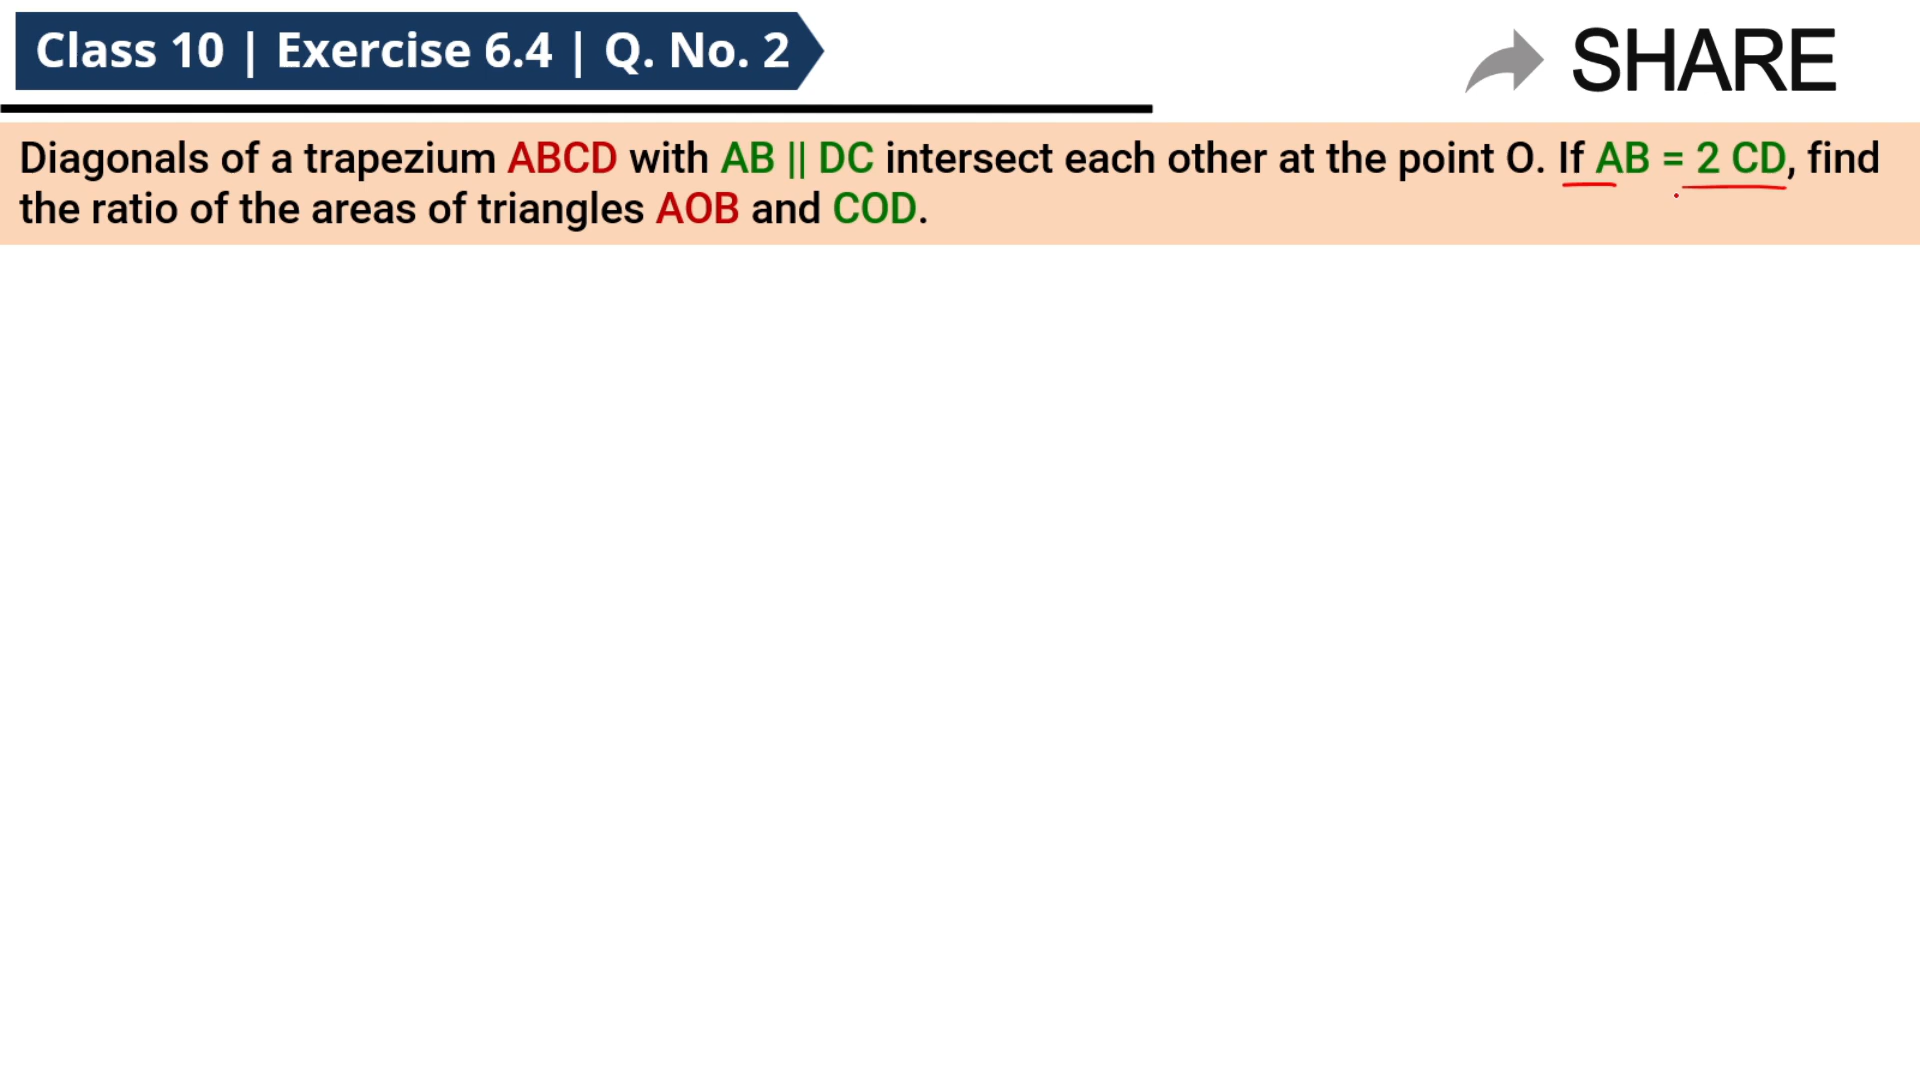 Class 10 | Exercise 6.4 | Q. No. 2
SHARE
Diagonals of a trapezium ABCD with AB || DC intersect each other at the point O. If AB = 2 CD, find
the ratio of the areas of triangles AOB and COD.